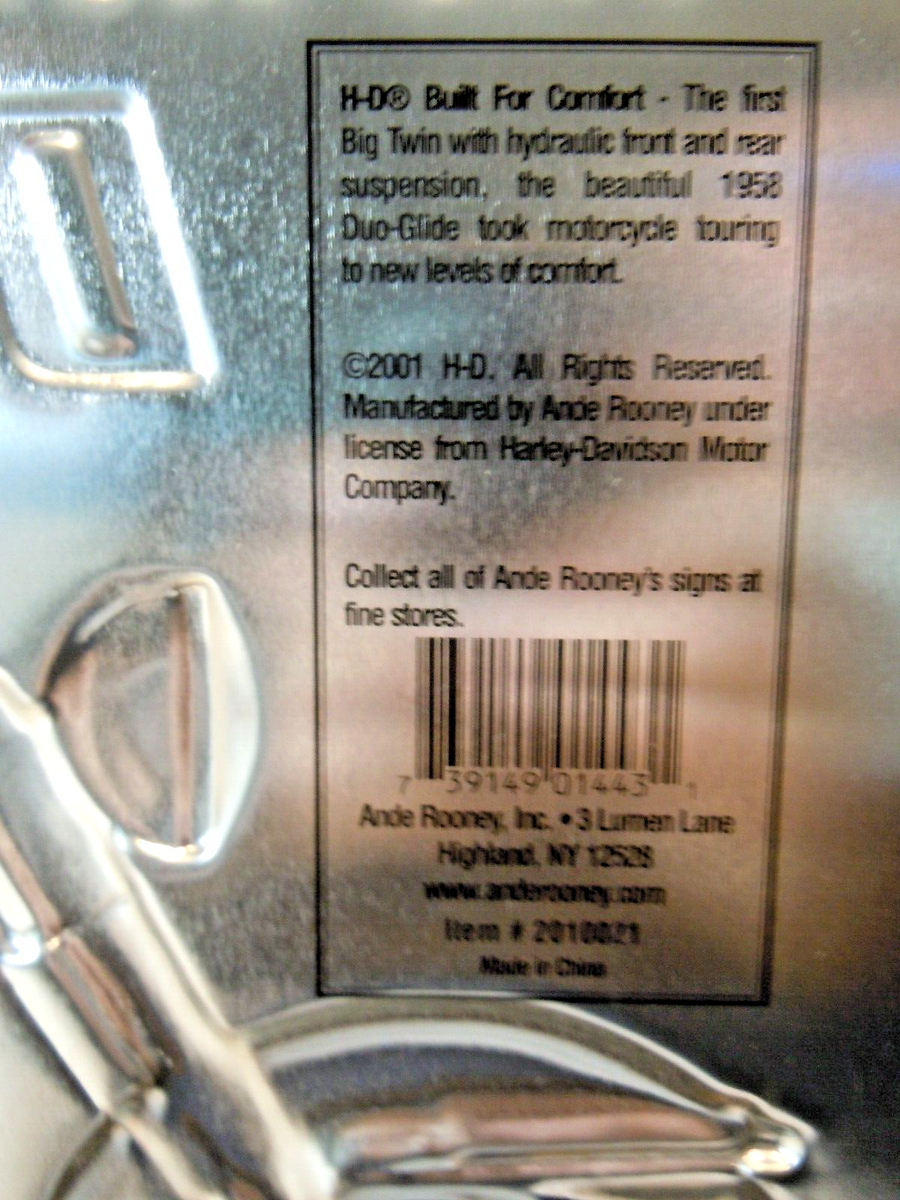 H-D® Built For Comfort - The first
Big Twin with hydraulic front and rear
suspension, the beautiful 1958
Duo-Glide took motorcycle touring
to new levels of comfort.
©2001 H-D. All Rights Reserved.
Manufactured by Ande Rooney under
license from Harley-Davidson Motor
Company.
Collect all of Ande Rooney's signs at
fine stores.
7 39149 01443 1
Ande Rooney, Inc. • 3 Lumen Lane
Highland, NY 12528
www.anderooney.com
Item # 2010021
Made in China